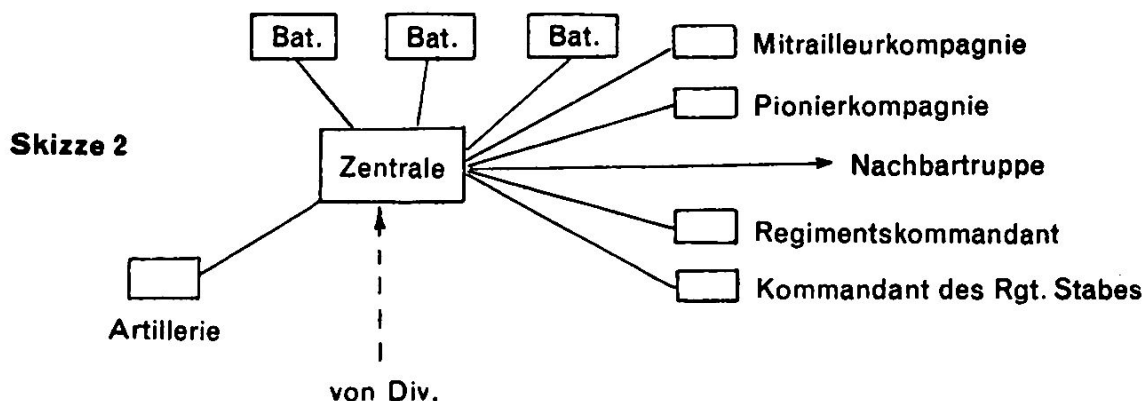 Bat.
Bat.
Bat.
Mitrailleurkompagnie
Pionierkompagnie
Skizze 2
Zentrale
Nachbartruppe
Regimentskommandant
Kommandant des Rgt. Stabes
Artillerie
von Div.